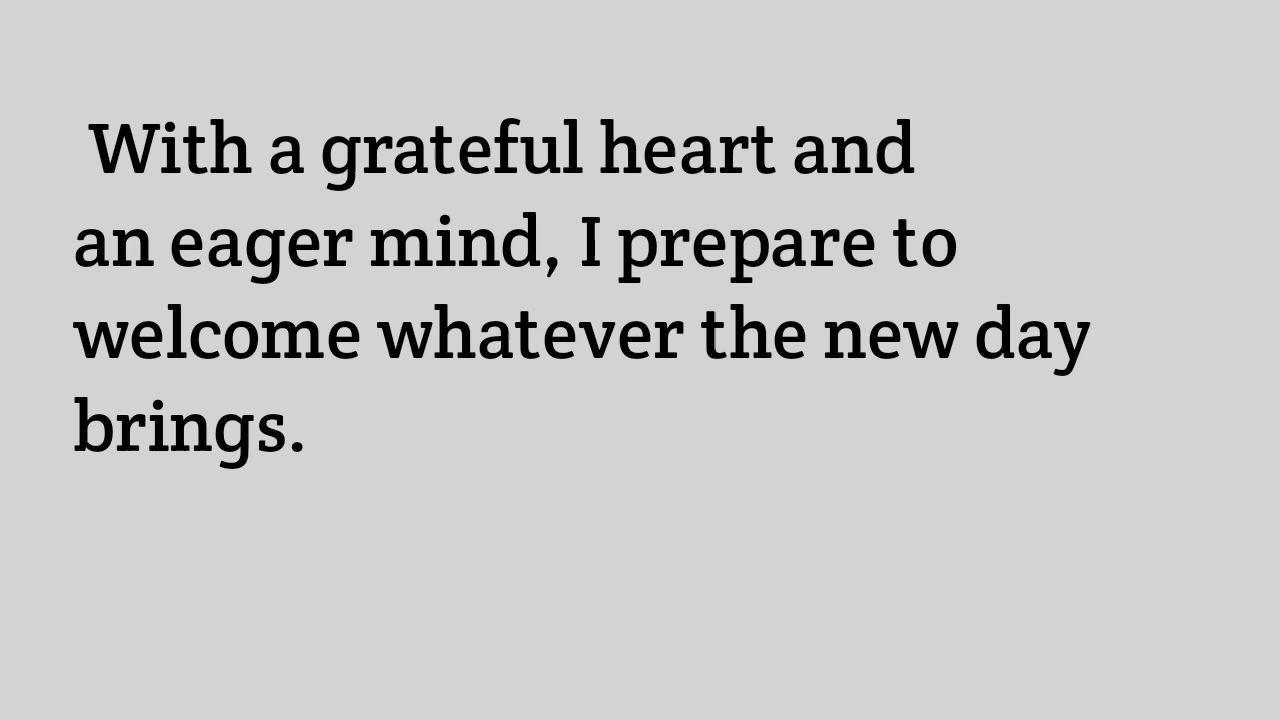 With a grateful heart and
an eager mind, I prepare to
welcome whatever the new day
brings.